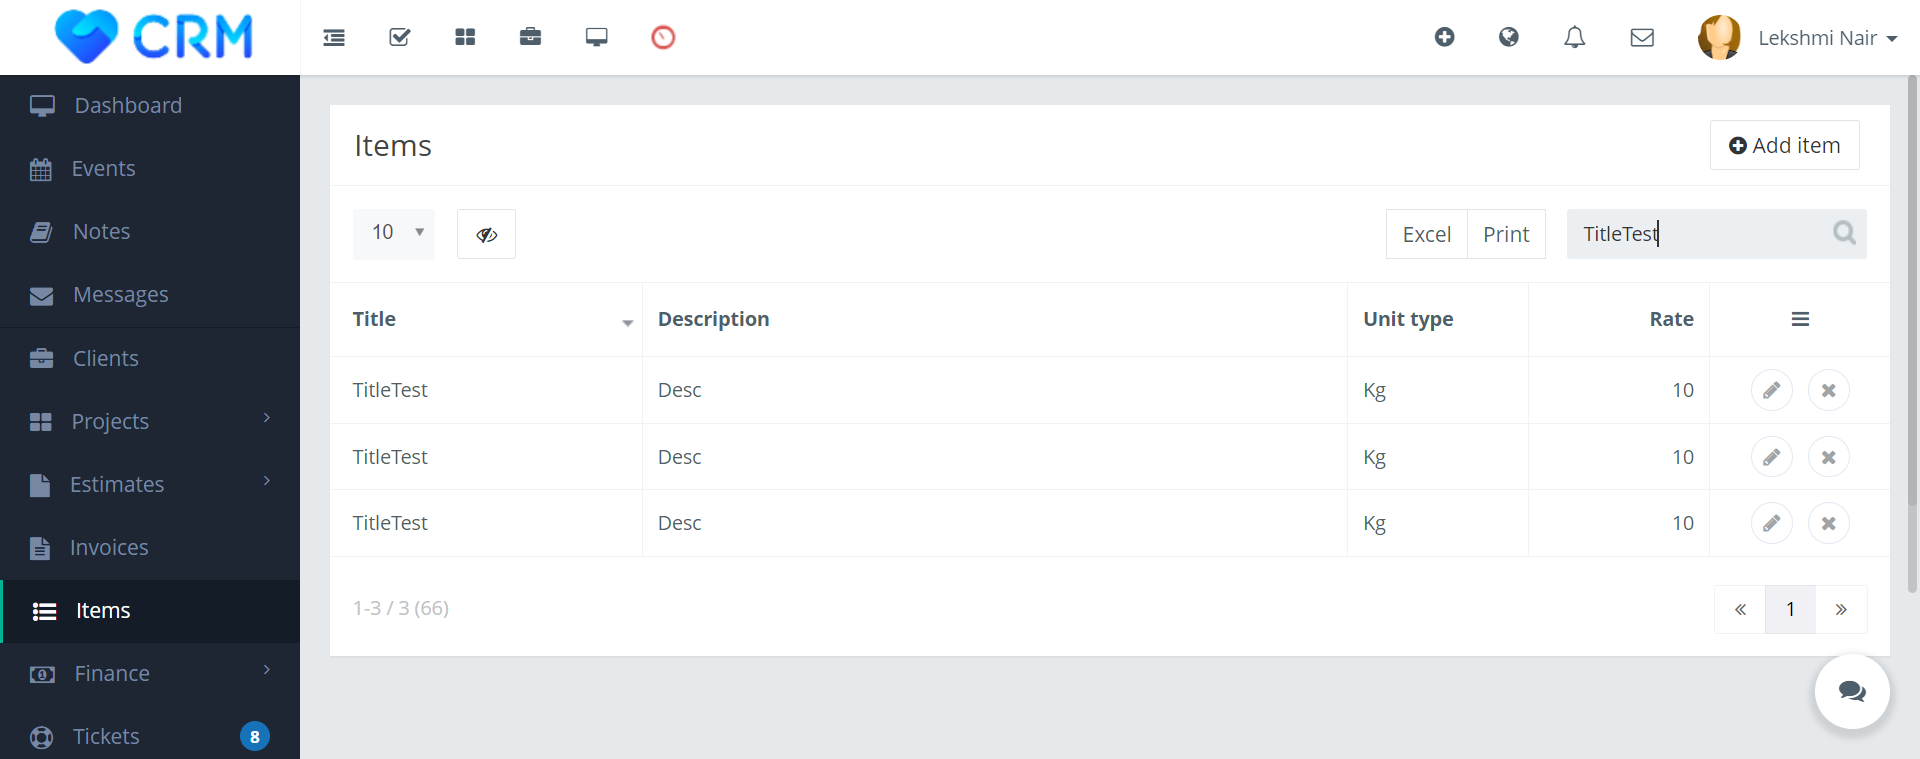 CRM
Lekshmi Nair
Dashboard
Events
Notes
Messages
Clients
Projects
Estimates
Invoices
Items
Finance
Tickets 8
Items
Add item
10
Excel Print TitleTest
Title Description Unit type Rate
TitleTest Desc Kg 10
TitleTest Desc Kg 10
TitleTest Desc Kg 10
1-3 / 3 (66)
« 1 »